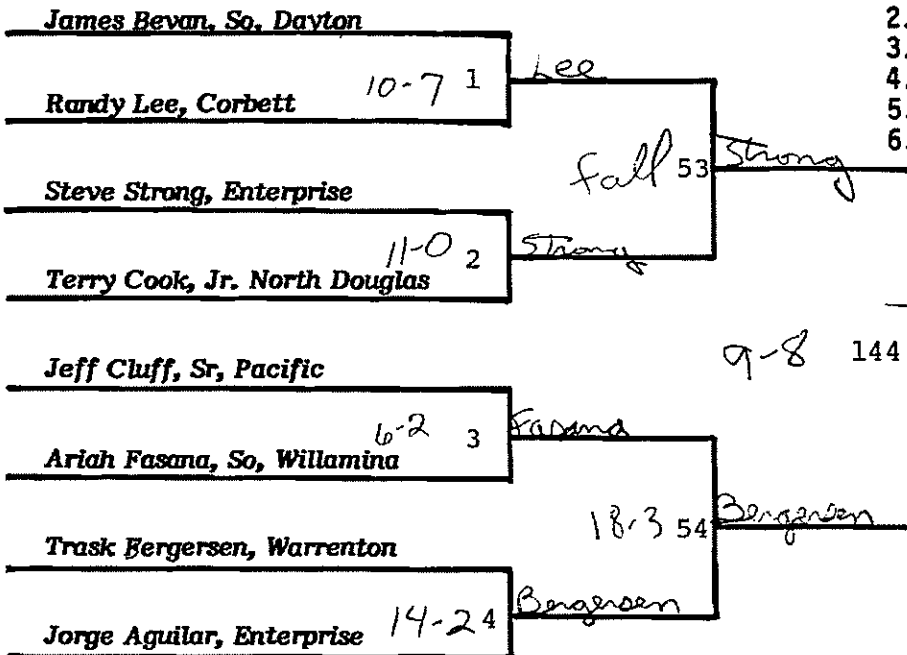 James Bevan, So, Dayton
2.
3.
10-7 1 Lee
4.
Randy Lee, Corbett
5.
6.
fall 53 Strong
Steve Strong, Enterprise
11-0 2 Strong
Terry Cook, Jr. North Douglas
9-8 144
Jeff Cluff, Sr, Pacific
6-2 3 Fasana
Ariah Fasana, So, Willamina
18-3 54 Bergersen
Trask Bergersen, Warrenton
14-2 4 Bergersen
Jorge Aguilar, Enterprise